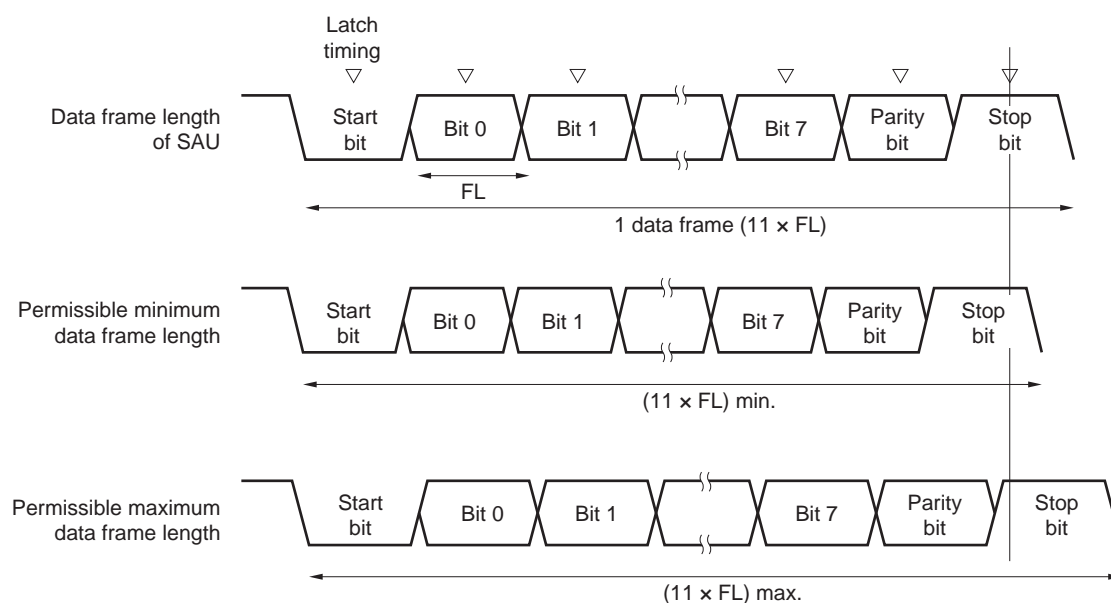 Latch
timing
Data frame length
of SAU
Start
bit
Bit 0
Bit 1
Bit 7
Parity
bit
Stop
bit
FL
1 data frame (11 × FL)
Permissible minimum
data frame length
Start
bit
Bit 0
Bit 1
Bit 7
Parity
bit
Stop
bit
(11 × FL) min.
Permissible maximum
data frame length
Start
bit
Bit 0
Bit 1
Bit 7
Parity
bit
Stop
bit
(11 × FL) max.